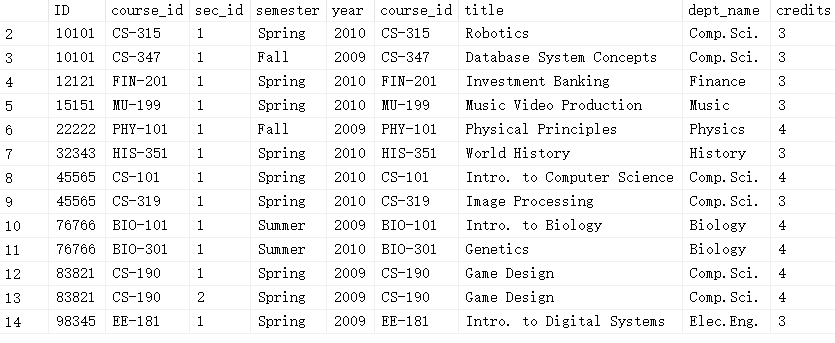 ID course_id sec_id semester year course_id title dept_name credits
2 10101 CS-315 1 Spring 2010 CS-315 Robotics Comp.Sci. 3
3 10101 CS-347 1 Fall 2009 CS-347 Database System Concepts Comp.Sci. 3
4 12121 FIN-201 1 Spring 2010 FIN-201 Investment Banking Finance 3
5 15151 MU-199 1 Spring 2010 MU-199 Music Video Production Music 3
6 22222 PHY-101 1 Fall 2009 PHY-101 Physical Principles Physics 4
7 32343 HIS-351 1 Spring 2010 HIS-351 World History History 3
8 45565 CS-101 1 Spring 2010 CS-101 Intro. to Computer Science Comp.Sci. 4
9 45565 CS-319 1 Spring 2010 CS-319 Image Processing Comp.Sci. 3
10 76766 BIO-101 1 Summer 2009 BIO-101 Intro. to Biology Biology 4
11 76766 BIO-301 1 Summer 2010 BIO-301 Genetics Biology 4
12 83821 CS-190 1 Spring 2009 CS-190 Game Design Comp.Sci. 4
13 83821 CS-190 2 Spring 2009 CS-190 Game Design Comp.Sci. 4
14 98345 EE-181 1 Spring 2009 EE-181 Intro. to Digital Systems Elec.Eng. 3